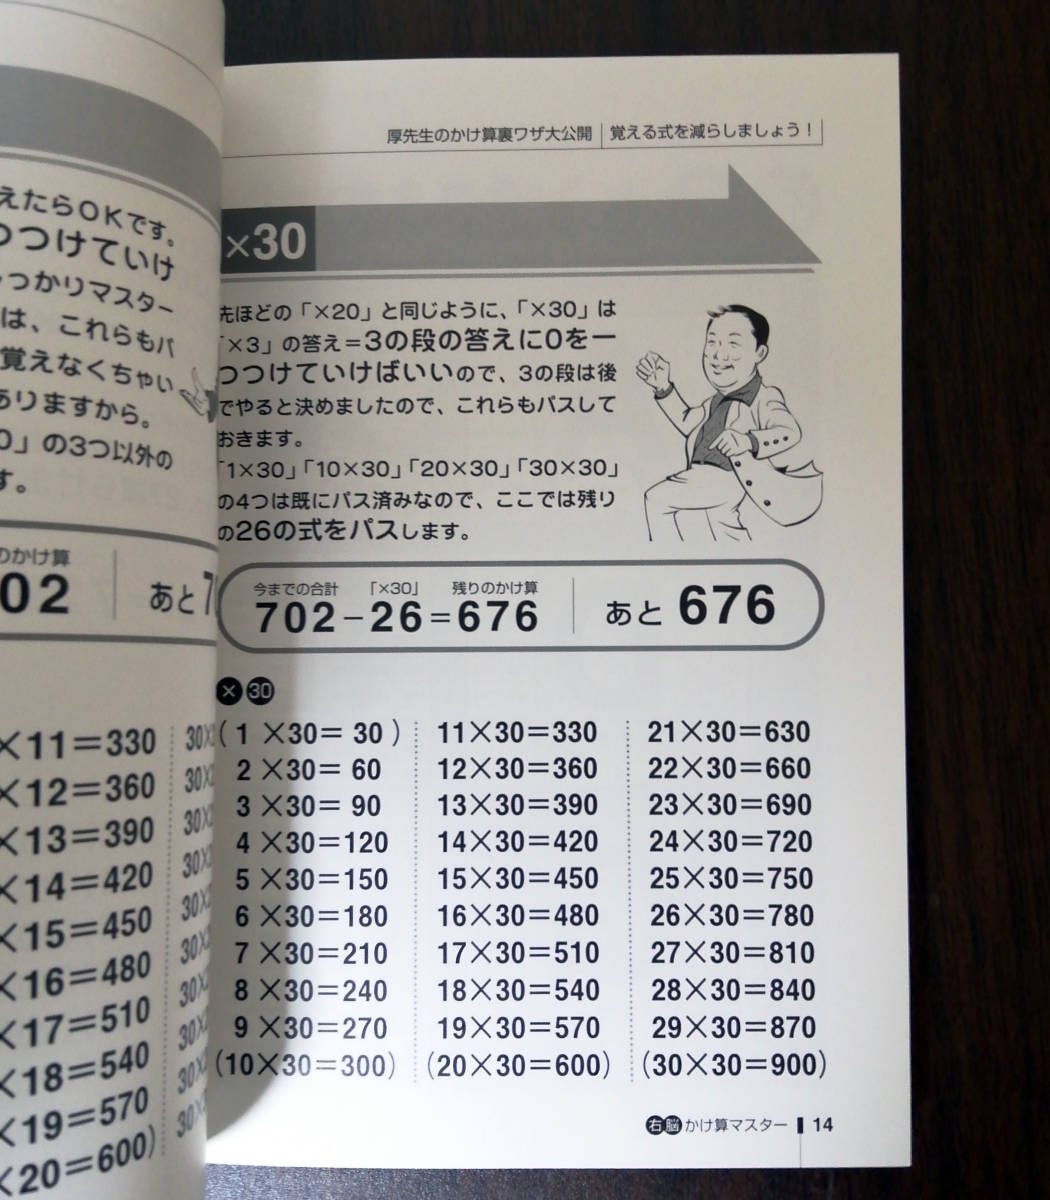 えたらOKです。
つつけていけ
っかりマスター
は、これらもパ
覚えなくちゃい
ありますから。
0」の3つ以外の
す。
のかけ算
02
あと7
×11=330
×12=360
×13=390
×14=420
×15=450
×16=480
×17=510
×18=540
×19=570
×20=600)
30×
30×
30×
30×
30×
30×
30×
30×
30×
厚先生のかけ算裏ワザ大公開 覚える式を減らしましょう!
×30
先ほどの「×20」と同じように、「×30」は
「×3」の答え=3の段の答えに0を一
つつけていけばいいので、3の段は後
でやると決めましたので、これらもパスして
おきます。
「1×30」「10×30」「20×30」「30×30」
の4つは既にパス済みなので、ここでは残り
の26の式をパスします。
今までの合計 「×30」 残りのかけ算
702-26=676
あと 676
×30
(1 ×30= 30 )
2 ×30= 60
3 ×30= 90
4 ×30=120
5 ×30=150
6 ×30=180
7 ×30=210
8 ×30=240
9 ×30=270
(10×30=300)
11×30=330
12×30=360
13×30=390
14×30=420
15×30=450
16×30=480
17×30=510
18×30=540
19×30=570
(20×30=600)
21×30=630
22×30=660
23×30=690
24×30=720
25×30=750
26×30=780
27×30=810
28×30=840
29×30=870
(30×30=900)
右脳かけ算マスター 14